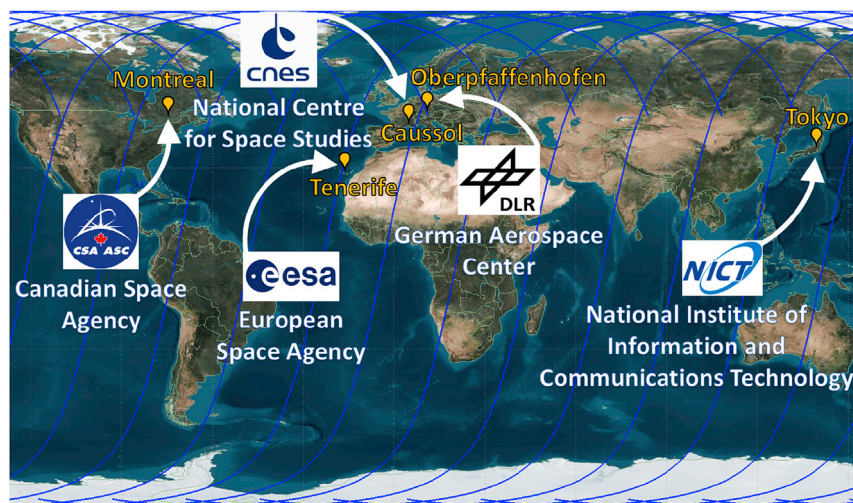 cnes
Montreal
Oberpfaffenhofen
National Centre
for Space Studies
Caussol
Tokyo
Tenerife
DLR
CSA ASC
German Aerospace
Center
esa
NICT
Canadian Space
Agency
European
Space Agency
National Institute of
Information and
Communications Technology